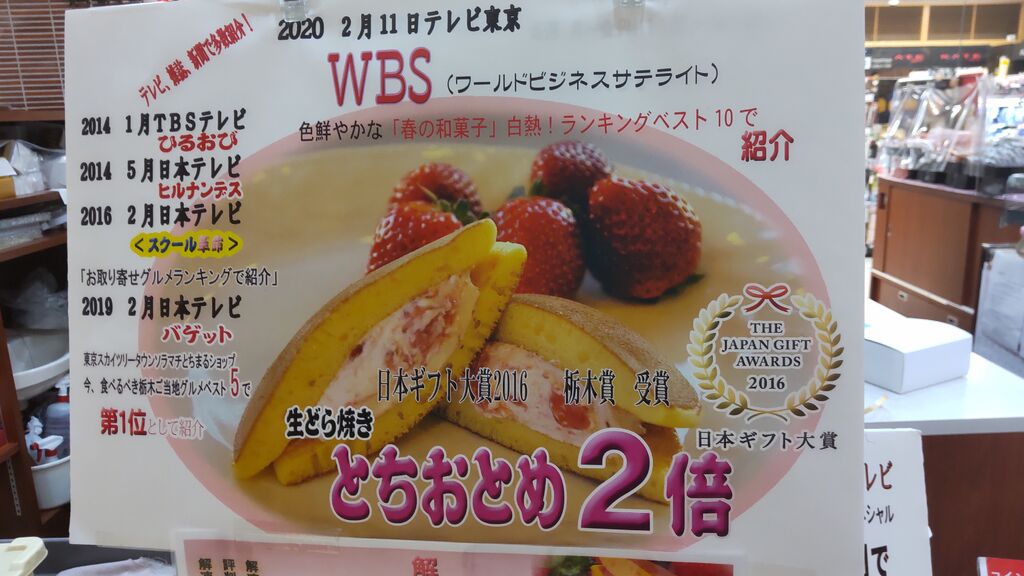 2020 2月11日テレビ東京
WBS(ワールドビジネスサテライト)
色鮮やかな「春の和菓子」白熱!ランキングベスト10で
紹介
テレビ、雑誌、新聞で多数紹介!
2014 1月TBSテレビ
ひるおび
2014 5月日本テレビ
ヒルナンデス
2016 2月日本テレビ
<スクール革命>
「お取り寄せグルメランキングで紹介」
2019 2月日本テレビ
バゲット
東京スカイツリータウンソラマチとちまるショップ
今、食べるべき栃木ご当地グルメベスト5で
第1位として紹介
THE
JAPAN GIFT
AWARDS
2016
日本ギフト大賞
日本ギフト大賞2016 栃木賞 受賞
生どら焼き
とちおとめ2倍
レビ
シャル
で